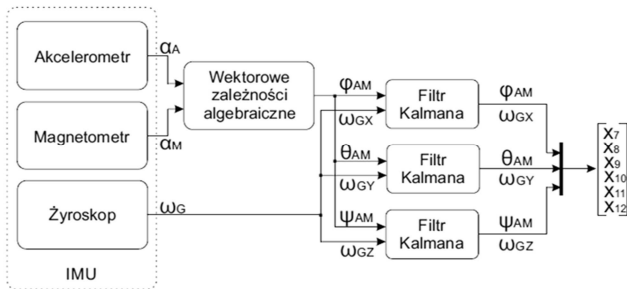 Akcelerometr
αA
Magnetometr
αM
Żyroskop
ωG
IMU
Wektorowe
zależności
algebraiczne
φAM
ωGX
θAM
ωGY
ψAM
ωGZ
Filtr
Kalmana
Filtr
Kalmana
Filtr
Kalmana
φAM
ωGX
θAM
ωGY
ψAM
ωGZ
x7
x8
x9
x10
x11
x12